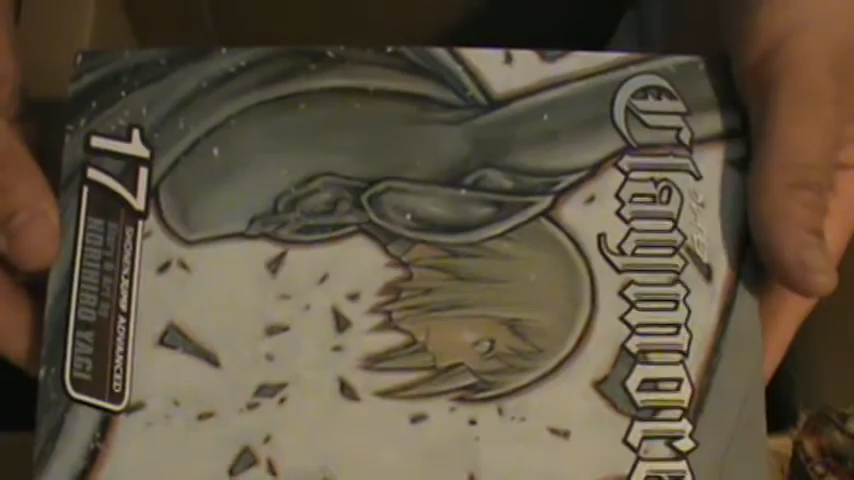 Claymore
17
SHONEN JUMP ADVANCED
Story & Art by
NORIHIRO YAGI